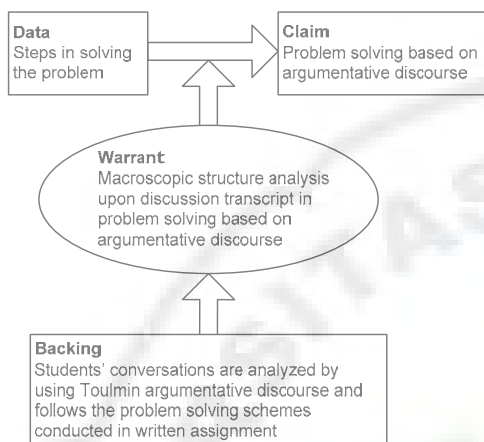 Data
Steps in solving
the problem
Claim
Problem solving based on
argumentative discourse
Warrant
Macroscopic structure analysis
upon discussion transcript in
problem solving based on
argumentative discourse
Backing
Students' conversations are analyzed by
using Toulmin argumentative discourse and
follows the problem solving schemes
conducted in written assignment
SITAS